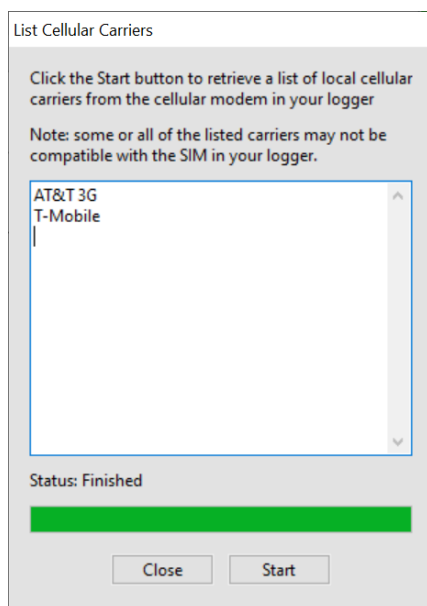 List Cellular Carriers
Click the Start button to retrieve a list of local cellular
carriers from the cellular modem in your logger
Note: some or all of the listed carriers may not be
compatible with the SIM in your logger.
AT&T 3G
T-Mobile
Status: Finished
Close
Start